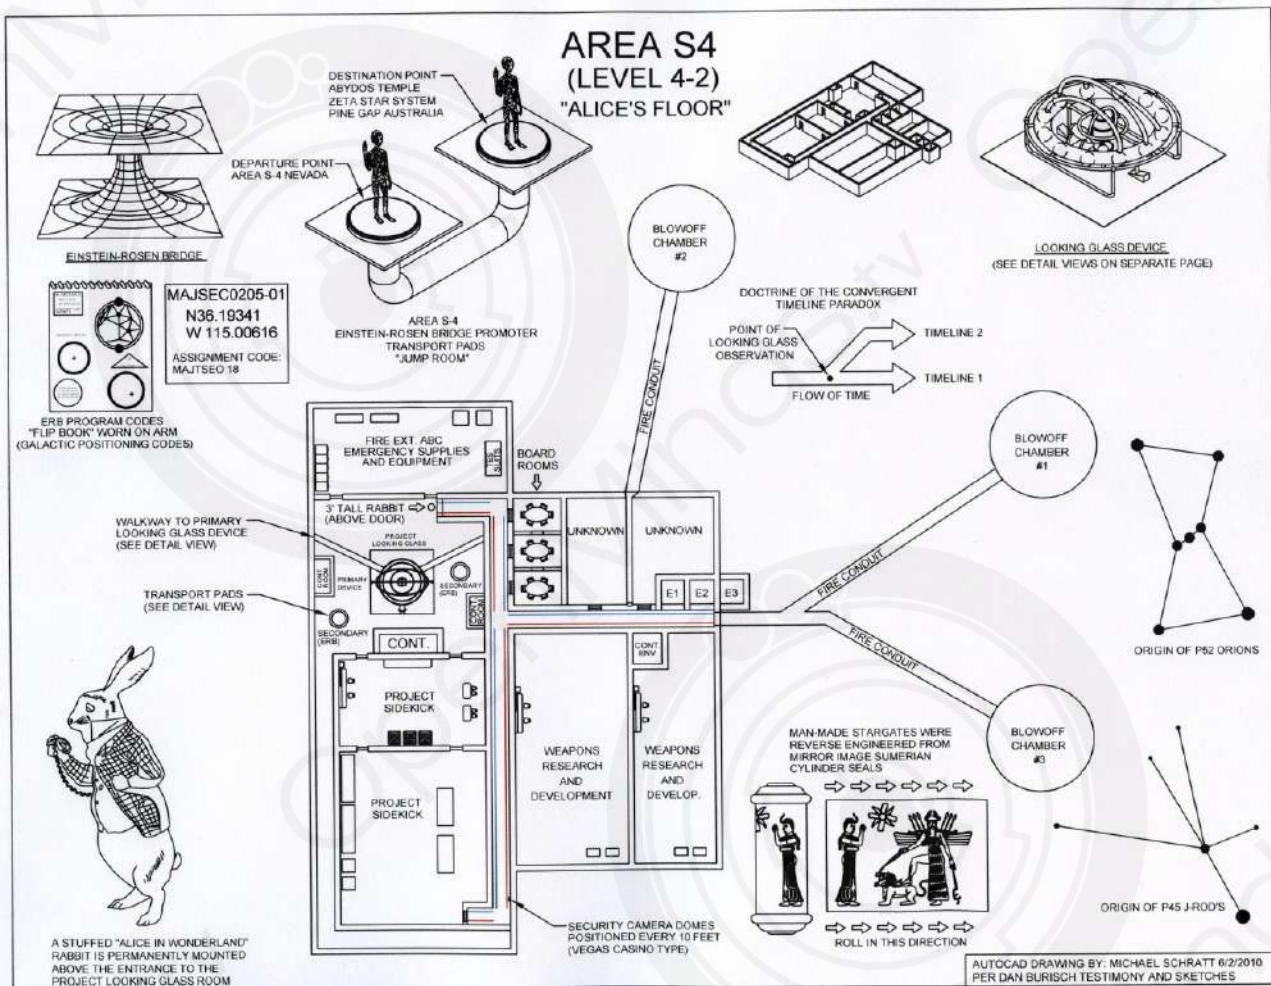 AREA S4
(LEVEL 4-2)
"ALICE'S FLOOR"
DESTINATION POINT
ABYDOS TEMPLE
ZETA STAR SYSTEM
PINE GAP AUSTRALIA
DEPARTURE POINT
AREA S-4 NEVADA
EINSTEIN-ROSEN BRIDGE
AREA S-4
EINSTEIN-ROSEN BRIDGE PROMOTER
TRANSPORT PADS
"JUMP ROOM"
BLOWOFF
CHAMBER
#2
LOOKING GLASS DEVICE
(SEE DETAIL VIEWS ON SEPARATE PAGE)
MAJSEC0205-01
N36.19341
W 115.00616
ASSIGNMENT CODE:
MAJTSEO 18
ERB PROGRAM CODES
"FLIP BOOK" WORN ON ARM
(GALACTIC POSITIONING CODES)
DOCTRINE OF THE CONVERGENT
TIMELINE PARADOX
POINT OF
LOOKING GLASS
OBSERVATION
TIMELINE 2
TIMELINE 1
FLOW OF TIME
FIRE CONDUIT
BLOWOFF
CHAMBER
#1
FIRE EXT. ABC
EMERGENCY SUPPLIES
AND EQUIPMENT
TES
SUITS
BOARD
ROOMS
3' TALL RABBIT
(ABOVE DOOR)
UNKNOWN
UNKNOWN
WALKWAY TO PRIMARY
LOOKING GLASS DEVICE
(SEE DETAIL VIEW)
PROJECT
LOOKING GLASS
CONT
ROOM
PRIMARY
DEVICE
SECONDARY
(ERB)
CONT
ROOM
TRANSPORT PADS
(SEE DETAIL VIEW)
SECONDARY
(ERB)
E1
E2
E3
FIRE CONDUIT
FIRE CONDUIT
ORIGIN OF P52 ORIONS
CONT.
CONT
ENV
PROJECT
SIDEKICK
PROJECT
SIDEKICK
WEAPONS
RESEARCH
AND
DEVELOPMENT
WEAPONS
RESEARCH
AND
DEVELOP.
BLOWOFF
CHAMBER
#3
MAN-MADE STARGATES WERE
REVERSE ENGINEERED FROM
MIRROR IMAGE SUMERIAN
CYLINDER SEALS
ROLL IN THIS DIRECTION
ORIGIN OF P45 J-ROD'S
SECURITY CAMERA DOMES
POSITIONED EVERY 10 FEET
(VEGAS CASINO TYPE)
A STUFFED "ALICE IN WONDERLAND"
RABBIT IS PERMANENTLY MOUNTED
ABOVE THE ENTRANCE TO THE
PROJECT LOOKING GLASS ROOM
AUTOCAD DRAWING BY: MICHAEL SCHRATT 6/2/2010
PER DAN BURISCH TESTIMONY AND SKETCHES
OpenMinds.tv